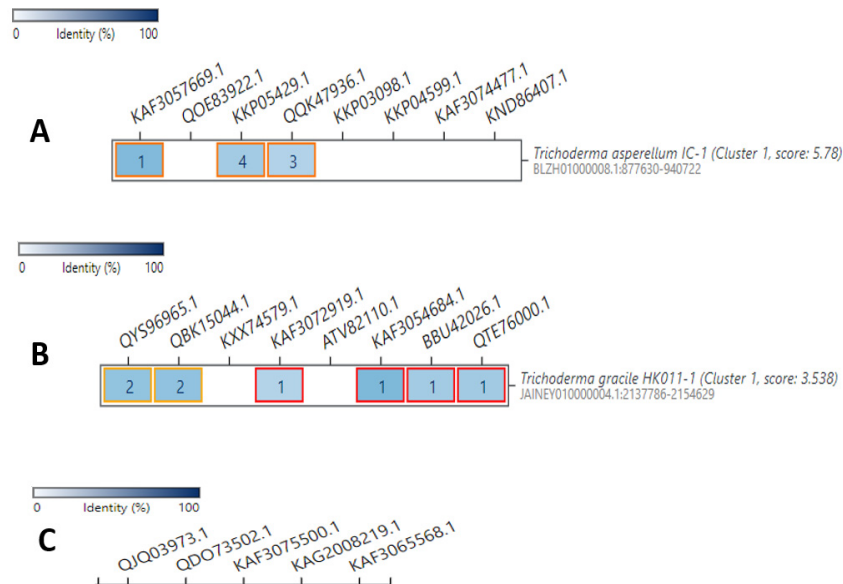 0 Identity (%) 100
A
KAF3057669.1
QOE83922.1
KKP05429.1
QQK47936.1
KKP03098.1
KKP04599.1
KAF3074477.1
KND86407.1
1 4 3
Trichoderma asperellum IC-1 (Cluster 1, score: 5.78)
BLZH01000008.1:877630-940722
0 Identity (%) 100
B
QYS96965.1
QBK15044.1
KXX74579.1
KAF3072919.1
ATV82110.1
KAF3054684.1
BBU42026.1
QTE76000.1
2 2 1 1 1 1
Trichoderma gracile HK011-1 (Cluster 1, score: 3.538)
JAINEY010000004.1:2137786-2154629
0 Identity (%) 100
C
QJQ03973.1
QDO73502.1
KAF3075500.1
KAG2008219.1
KAF3065568.1